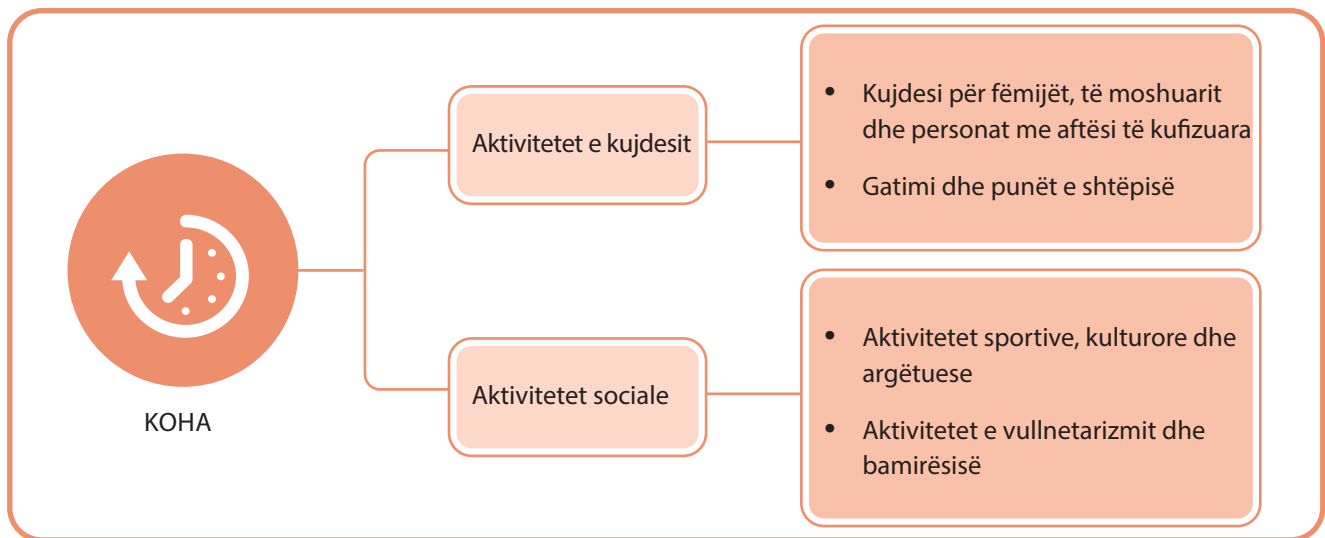 KOHA
Aktivitetet e kujdesit
• Kujdesi për fëmijët, të moshuarit
dhe personat me aftësi të kufizuara
• Gatimi dhe punët e shtëpisë
Aktivitetet sociale
• Aktivitetet sportive, kulturore dhe
argëtuese
• Aktivitetet e vullnetarizmit dhe
bamirësisë